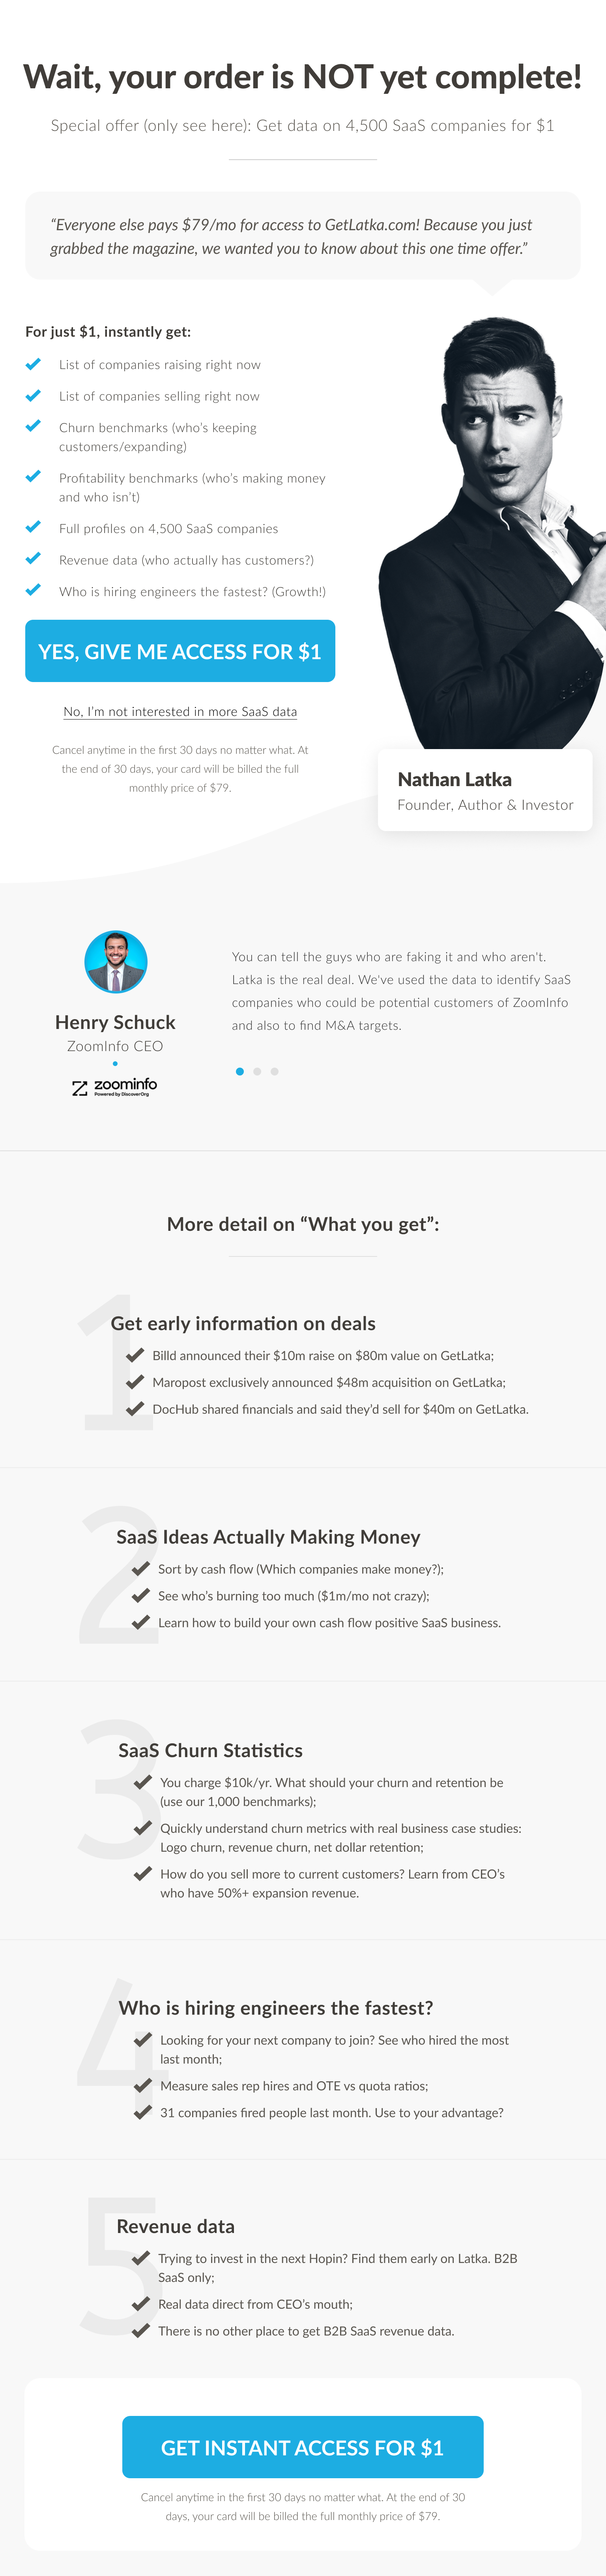 Wait, your order is NOT yet complete!
Special offer (only see here): Get data on 4,500 SaaS companies for $1
“Everyone else pays $79/mo for access to GetLatka.com! Because you just
grabbed the magazine, we wanted you to know about this one time offer.”
For just $1, instantly get:
List of companies raising right now
List of companies selling right now
Churn benchmarks (who’s keeping
customers/expanding)
Profitability benchmarks (who’s making money
and who isn’t)
Full profiles on 4,500 SaaS companies
Revenue data (who actually has customers?)
Who is hiring engineers the fastest? (Growth!)
YES, GIVE ME ACCESS FOR $1
No, I’m not interested in more SaaS data
Cancel anytime in the first 30 days no matter what. At
the end of 30 days, your card will be billed the full
monthly price of $79.
Nathan Latka
Founder, Author & Investor
Henry Schuck
ZoomInfo CEO
zoominfo
Powered by DiscoverOrg
You can tell the guys who are faking it and who aren't.
Latka is the real deal. We've used the data to identify SaaS
companies who could be potential customers of ZoomInfo
and also to find M&A targets.
More detail on “What you get”:
1
Get early information on deals
Billd announced their $10m raise on $80m value on GetLatka;
Maropost exclusively announced $48m acquisition on GetLatka;
DocHub shared financials and said they’d sell for $40m on GetLatka.
2
SaaS Ideas Actually Making Money
Sort by cash flow (Which companies make money?);
See who’s burning too much ($1m/mo not crazy);
Learn how to build your own cash flow positive SaaS business.
3
SaaS Churn Statistics
You charge $10k/yr. What should your churn and retention be
(use our 1,000 benchmarks);
Quickly understand churn metrics with real business case studies:
Logo churn, revenue churn, net dollar retention;
How do you sell more to current customers? Learn from CEO’s
who have 50%+ expansion revenue.
4
Who is hiring engineers the fastest?
Looking for your next company to join? See who hired the most
last month;
Measure sales rep hires and OTE vs quota ratios;
31 companies fired people last month. Use to your advantage?
5
Revenue data
Trying to invest in the next Hopin? Find them early on Latka. B2B
SaaS only;
Real data direct from CEO’s mouth;
There is no other place to get B2B SaaS revenue data.
GET INSTANT ACCESS FOR $1
Cancel anytime in the first 30 days no matter what. At the end of 30
days, your card will be billed the full monthly price of $79.